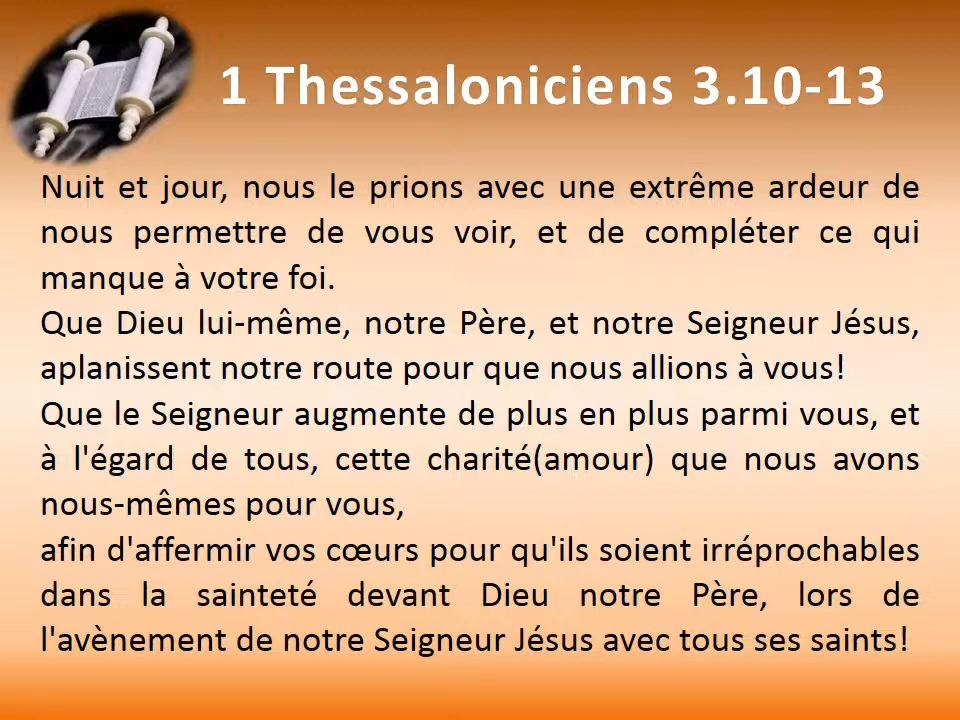 1 Thessaloniciens 3.10-13
Nuit et jour, nous le prions avec une extrême ardeur de
nous permettre de vous voir, et de compléter ce qui
manque à votre foi.
Que Dieu lui-même, notre Père, et notre Seigneur Jésus,
aplanissent notre route pour que nous allions à vous!
Que le Seigneur augmente de plus en plus parmi vous, et
à l'égard de tous, cette charité(amour) que nous avons
nous-mêmes pour vous,
afin d'affermir vos cœurs pour qu'ils soient irréprochables
dans la sainteté devant Dieu notre Père, lors de
l'avènement de notre Seigneur Jésus avec tous ses saints!